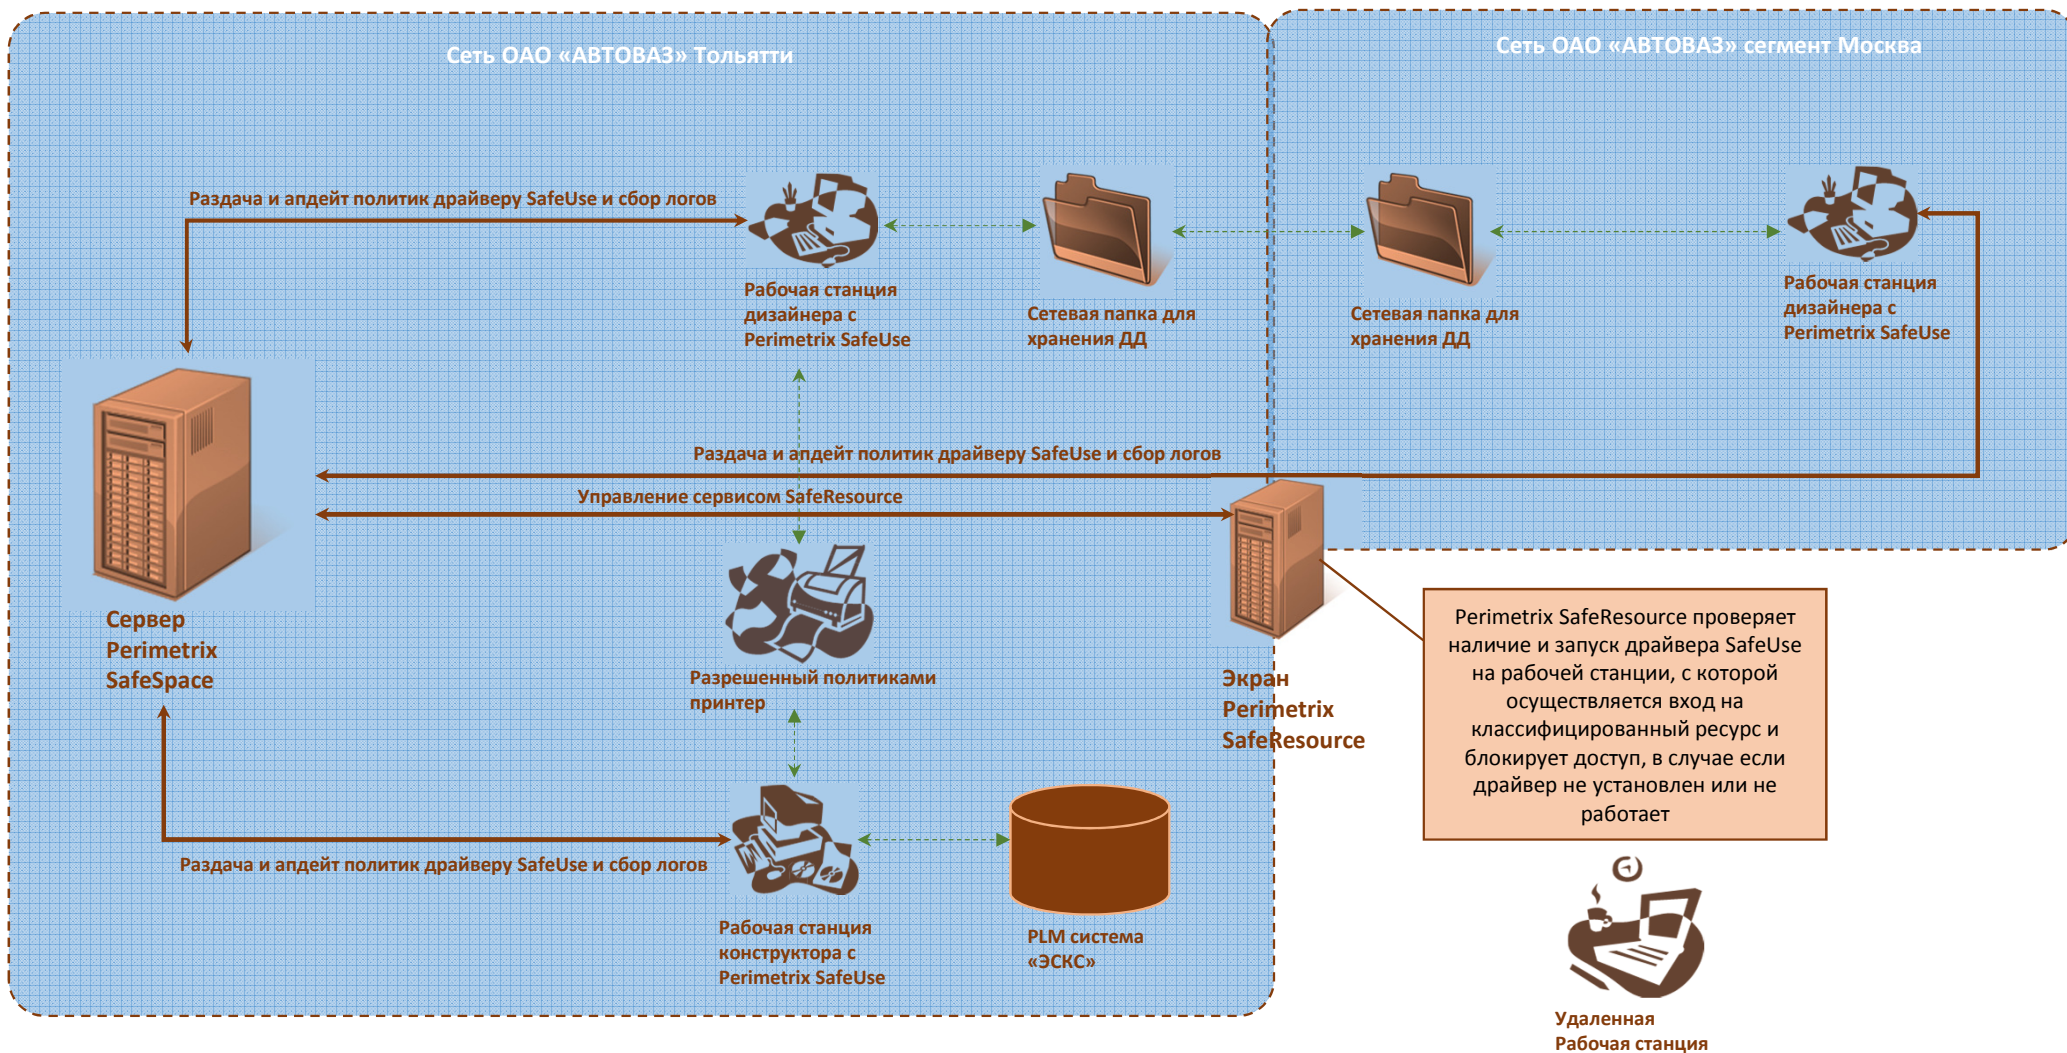 Сеть ОАО «АВТОВАЗ» Тольятти
Сеть ОАО «АВТОВАЗ» сегмент Москва
Раздача и апдейт политик драйверу SafeUse и сбор логов
Рабочая станция
дизайнера с
Perimetrix SafeUse
Сетевая папка для
хранения ДД
Сетевая папка для
хранения ДД
Рабочая станция
дизайнера с
Perimetrix SafeUse
Раздача и апдейт политик драйверу SafeUse и сбор логов
Управление сервисом SafeResource
Сервер
Perimetrix
SafeSpace
Разрешенный политиками
принтер
Экран
Perimetrix
SafeResource
Perimetrix SafeResource проверяет
наличие и запуск драйвера SafeUse
на рабочей станции, с которой
осуществляется вход на
классифицированный ресурс и
блокирует доступ, в случае если
драйвер не установлен или не
работает
Раздача и апдейт политик драйверу SafeUse и сбор логов
Рабочая станция
конструктора с
Perimetrix SafeUse
PLM система
«ЭСКС»
Удаленная
Рабочая станция